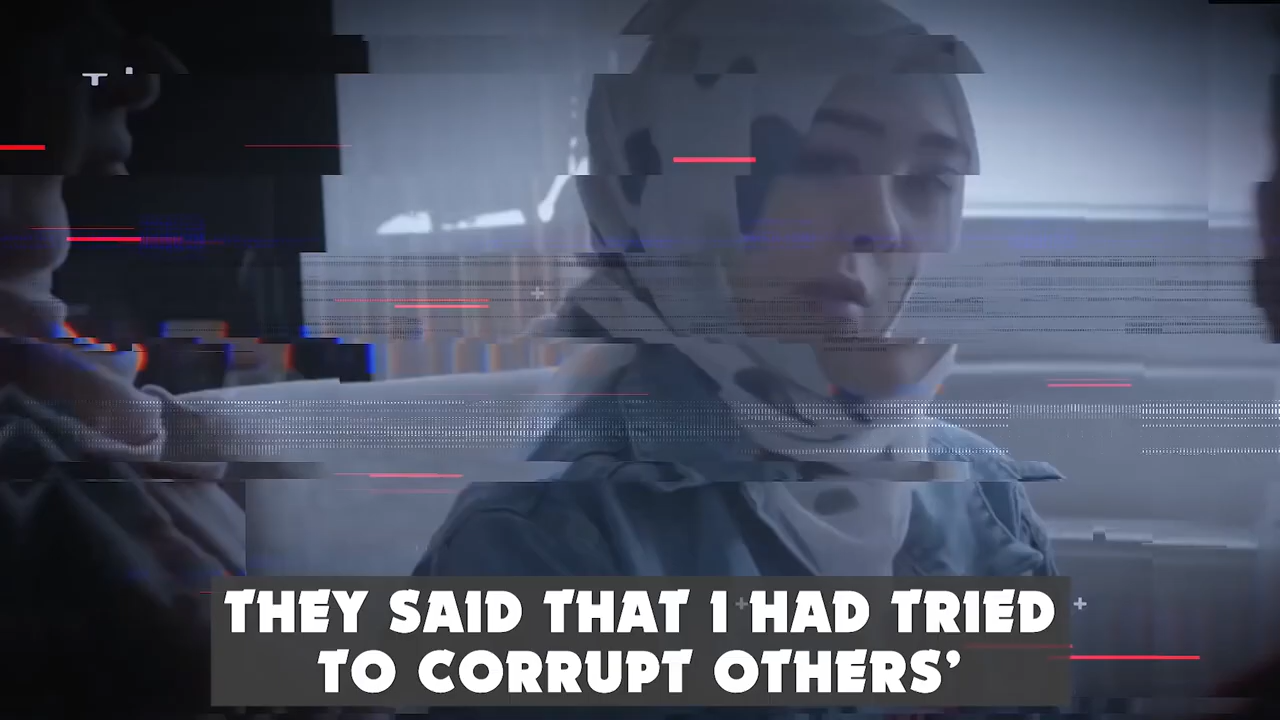 THEY SAID THAT I HAD TRIED
TO CORRUPT OTHERS’